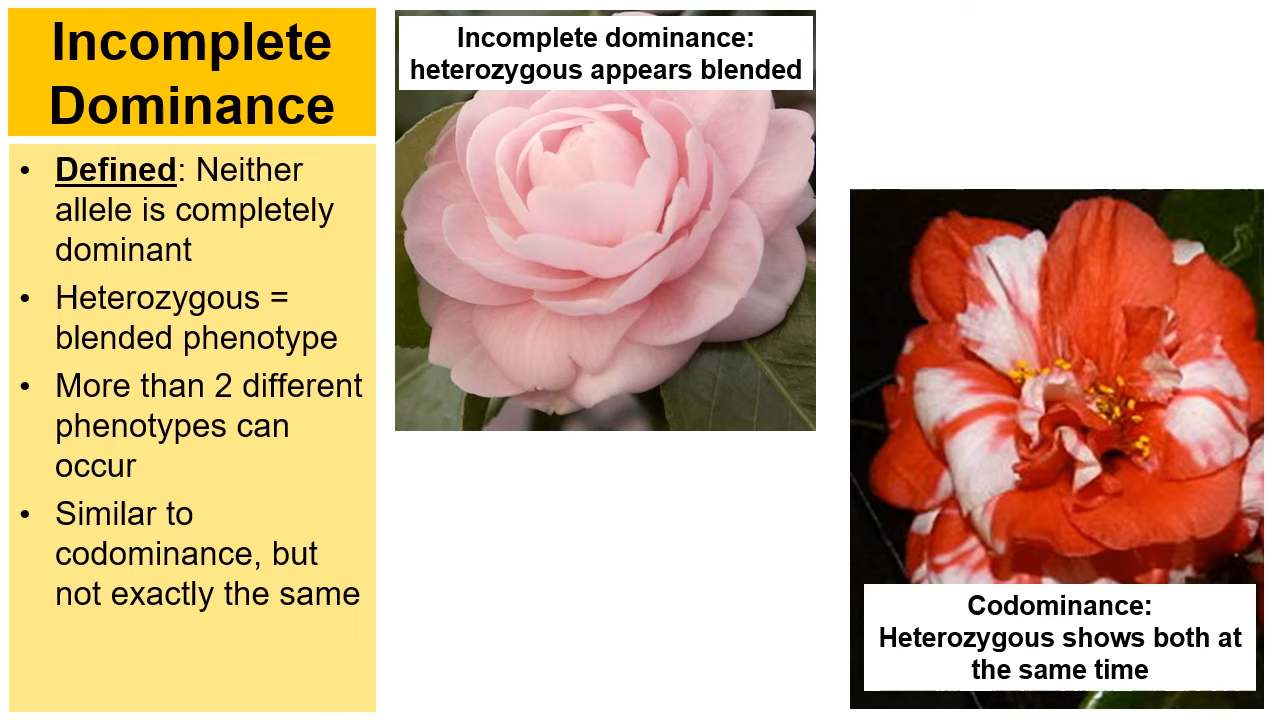 Incomplete
Dominance
• Defined: Neither
allele is completely
dominant
• Heterozygous =
blended phenotype
• More than 2 different
phenotypes can
occur
• Similar to
codominance, but
not exactly the same
Incomplete dominance:
heterozygous appears blended
Codominance:
Heterozygous shows both at
the same time